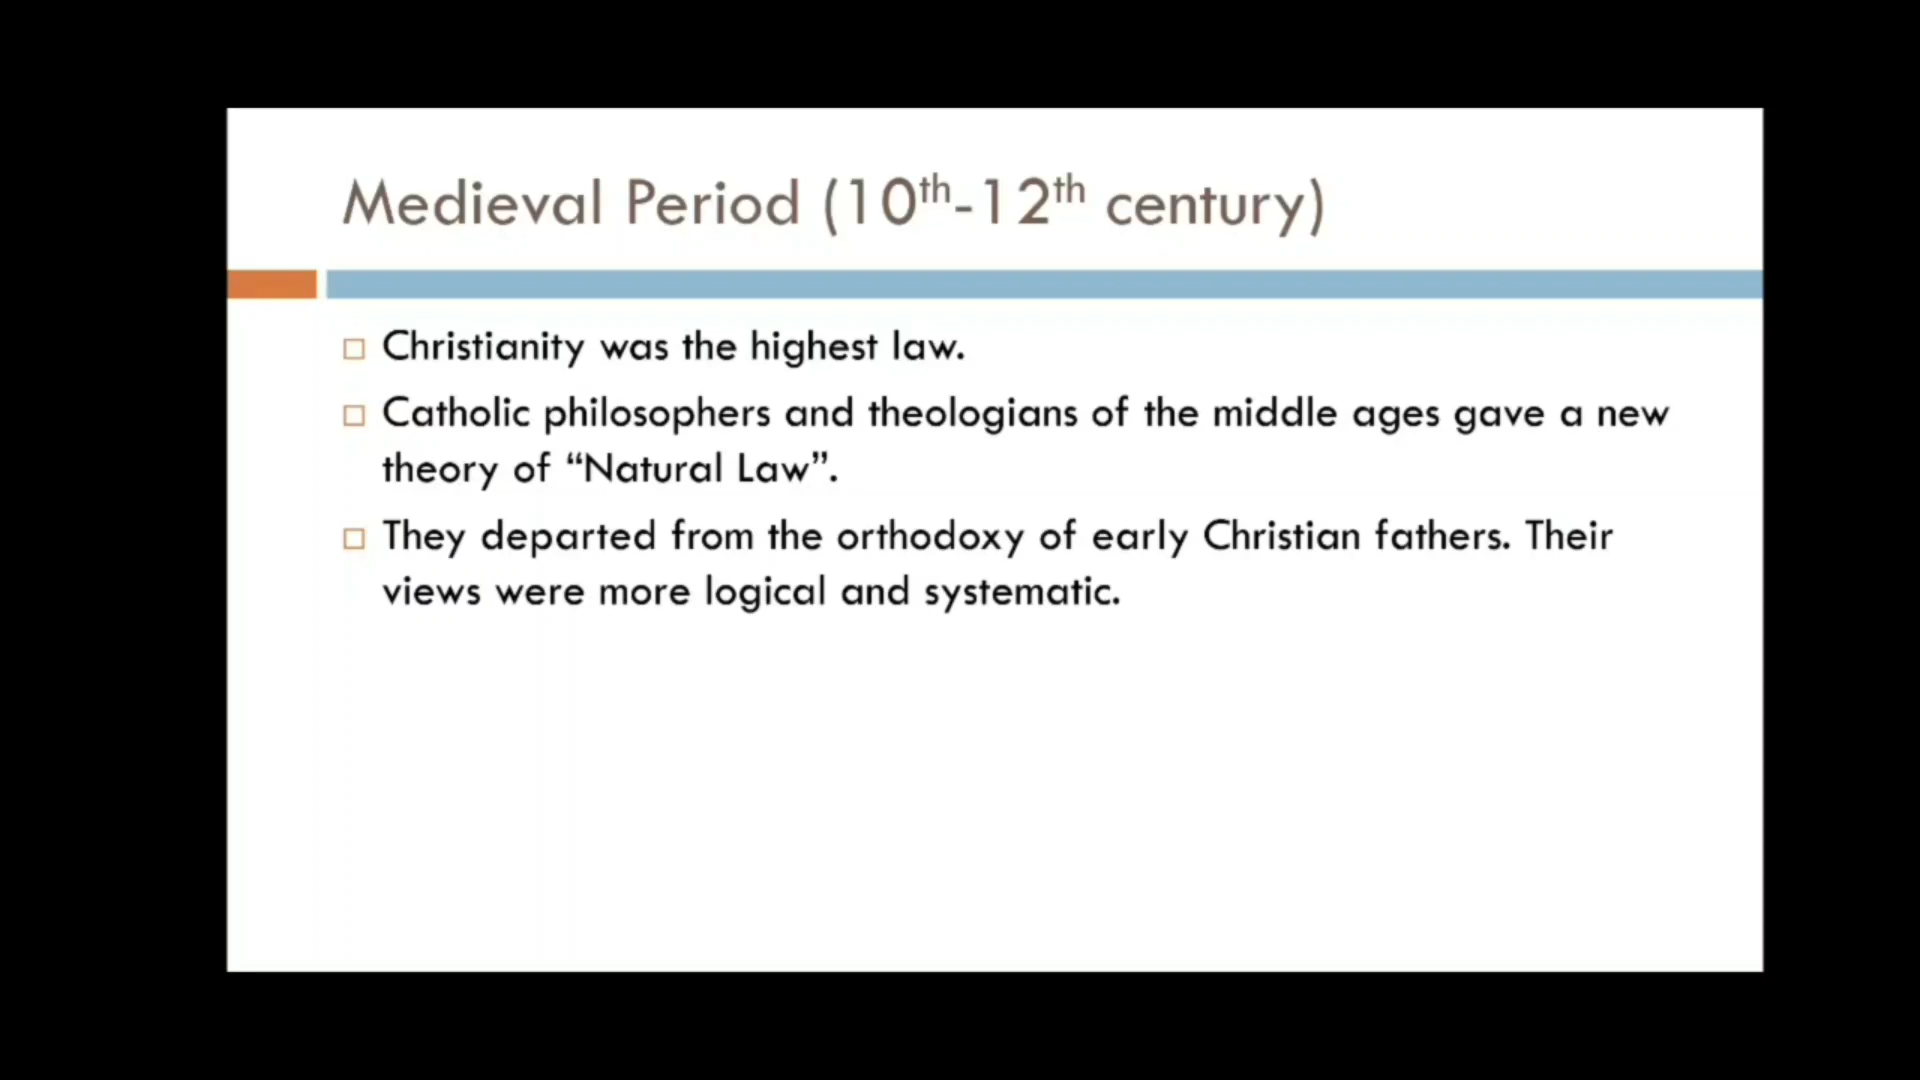 Medieval Period (10th-12th century)
Christianity was the highest law.
Catholic philosophers and theologians of the middle ages gave a new
theory of “Natural Law”.
They departed from the orthodoxy of early Christian fathers. Their
views were more logical and systematic.